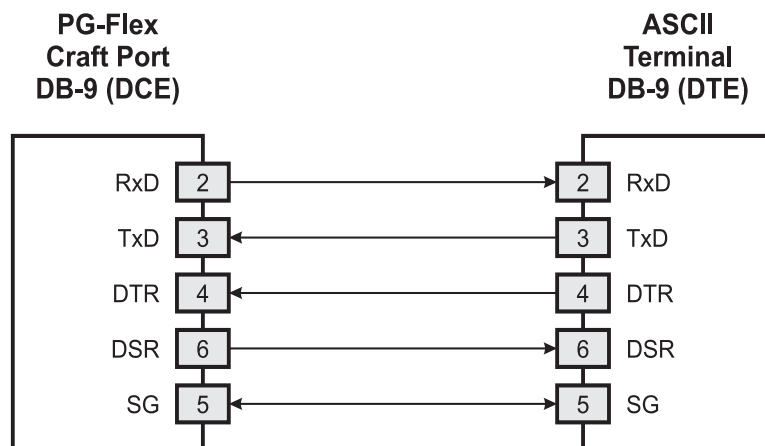 PG-Flex
Craft Port
DB-9 (DCE)
ASCII
Terminal
DB-9 (DTE)
RxD 2 2 RxD
TxD 3 3 TxD
DTR 4 4 DTR
DSR 6 6 DSR
SG 5 5 SG